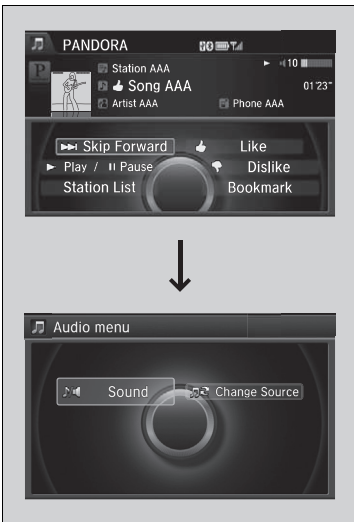 PANDORA
10
Station AAA
Song AAA
01'23"
Artist AAA
Phone AAA
Skip Forward
Like
Play / Pause
Dislike
Station List
Bookmark
Audio menu
Sound
Change Source